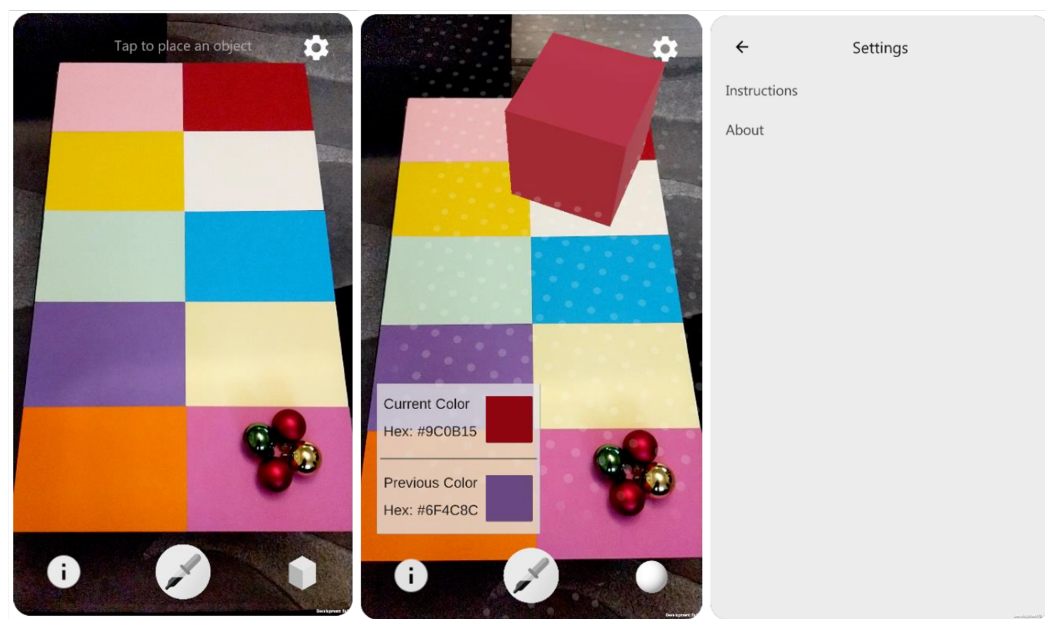 Tap to place an object
Current Color
Hex: #9C0B15
Previous Color
Hex: #6F4C8C
i
i
Settings
Instructions
About